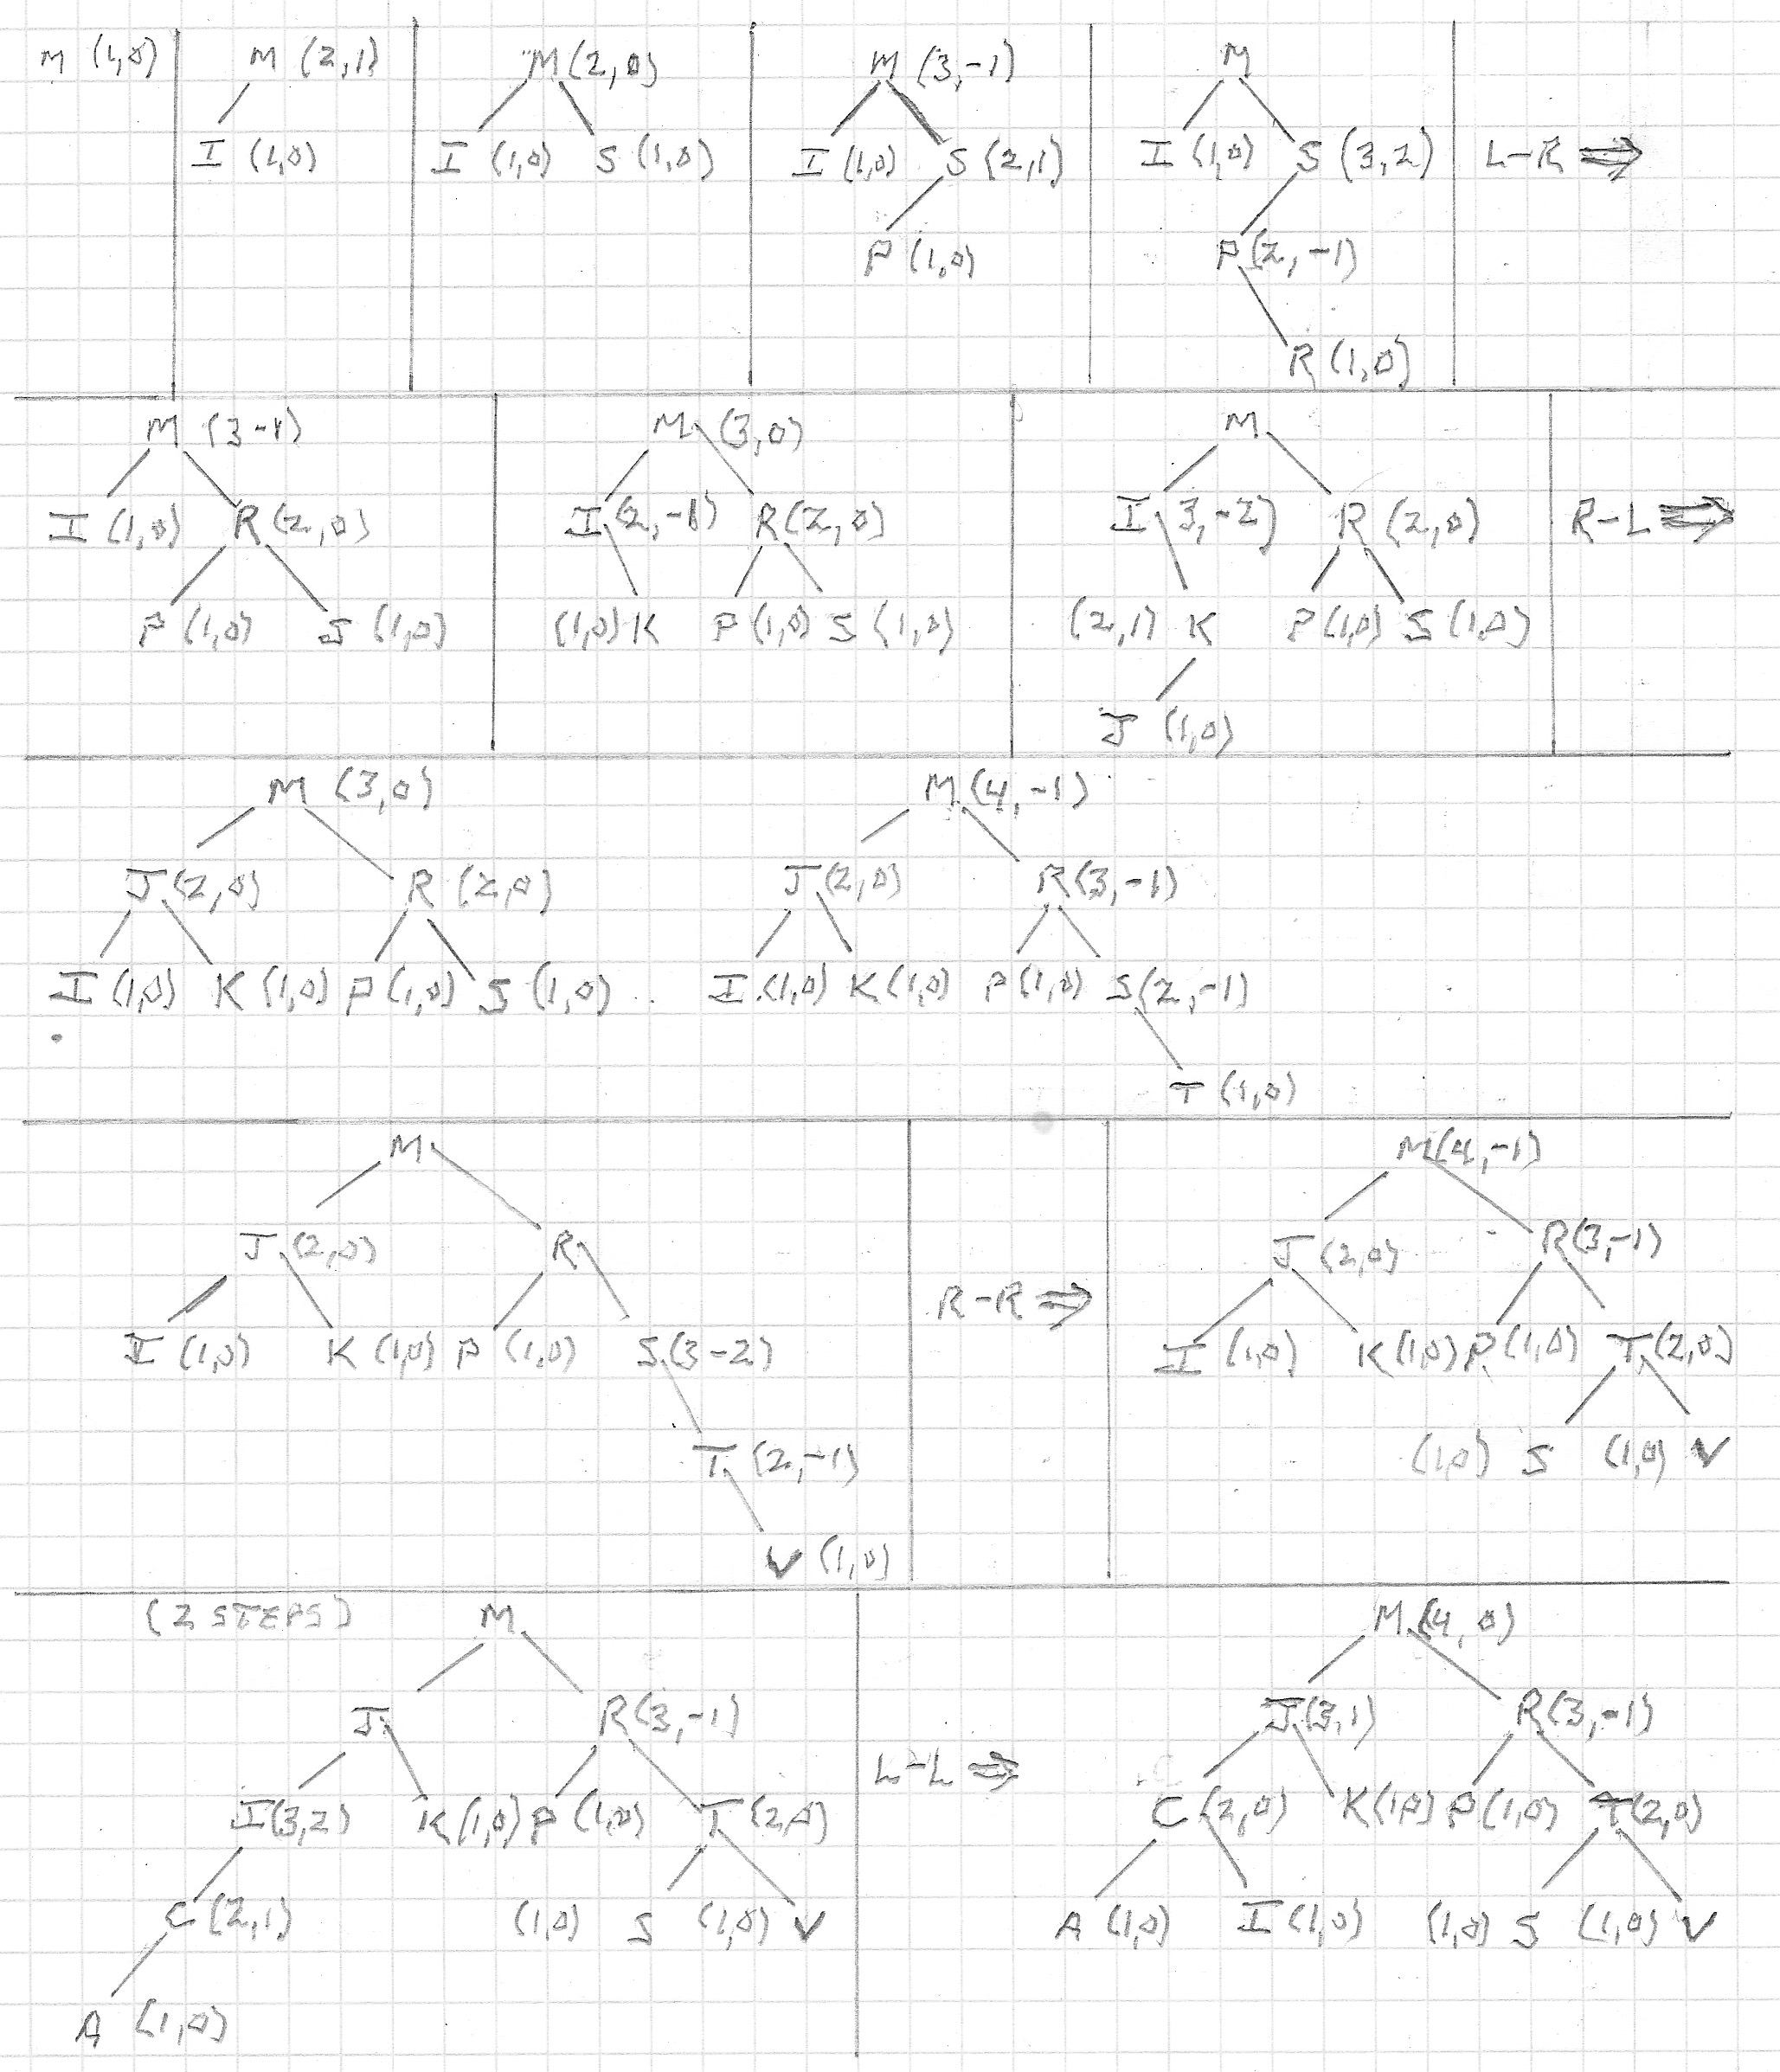 M (1,0)
M (2,1)
I (1,0)
M (2,0)
I (1,0) S (1,0)
M (3,-1)
I (1,0) S (2,1)
P (1,0)
M
I (1,0) S (3,2)
P (2,-1)
R (1,0)
L-R ⇒
M (3-1)
I (1,0) R (2,0)
P (1,0) S (1,0)
M (3,0)
I (2,-1) R (2,0)
(1,0) K P (1,0) S (1,0)
M
I 3,-2) R (2,0)
(2,1) K P (1,0) S (1,0)
J (1,0)
R-L ⇒
M (3,0)
J (2,0) R (2,0)
I (1,0) K (1,0) P (1,0) S (1,0)
M (4,-1)
J (2,0) R (3,-1)
I (1,0) K (1,0) P (1,0) S (2,-1)
T (1,0)
M
J (2,0) R
I (1,0) K (1,0) P (1,0) S (3-2)
T (2,-1)
V (1,0)
R-R ⇒
M (4,-1)
J (2,0) R (3,-1)
I (1,0) K (1,0) P (1,0) T (2,0)
(1,0) S (1,0) V
(2 STEPS)
M
J R (3,-1)
I (3,2) K (1,0) P (1,0) T (2,0)
C (2,1) (1,0) S (1,0) V
A (1,0)
L-L ⇒
M (4,0)
J (3,1) R (3,-1)
C (2,0) K (1,0) P (1,0) T (2,0)
A (1,0) I (1,0) (1,0) S (1,0) V